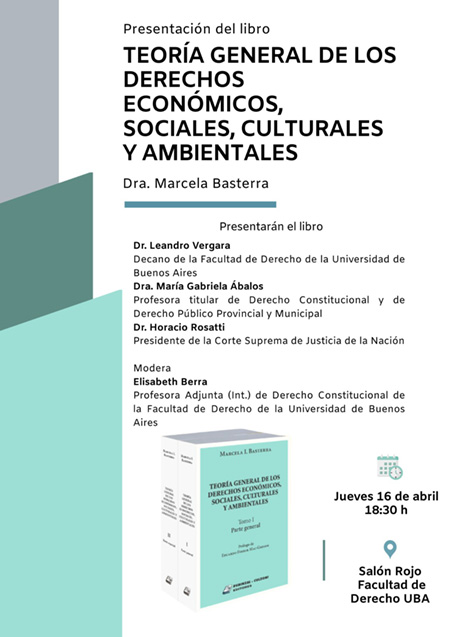 Presentación del libro
TEORÍA GENERAL DE LOS
DERECHOS
ECONÓMICOS,
SOCIALES, CULTURALES
Y AMBIENTALES
Dra. Marcela Basterra
Presentarán el libro
Dr. Leandro Vergara
Decano de la Facultad de Derecho de la Universidad de
Buenos Aires
Dra. María Gabriela Ábalos
Profesora titular de Derecho Constitucional y de
Derecho Público Provincial y Municipal
Dr. Horacio Rosatti
Presidente de la Corte Suprema de Justicia de la Nación
Modera
Elisabeth Berra
Profesora Adjunta (Int.) de Derecho Constitucional de
la Facultad de Derecho de la Universidad de Buenos
Aires
MARCELA I. BASTERRA
TEORÍA GENERAL DE LOS
DERECHOS ECONÓMICOS,
SOCIALES, CULTURALES
Y AMBIENTALES
Tomo I
Parte general
Prólogo de
II
I
Jueves 16 de abril
18:30 h
Salón Rojo
Facultad de
Derecho UBA